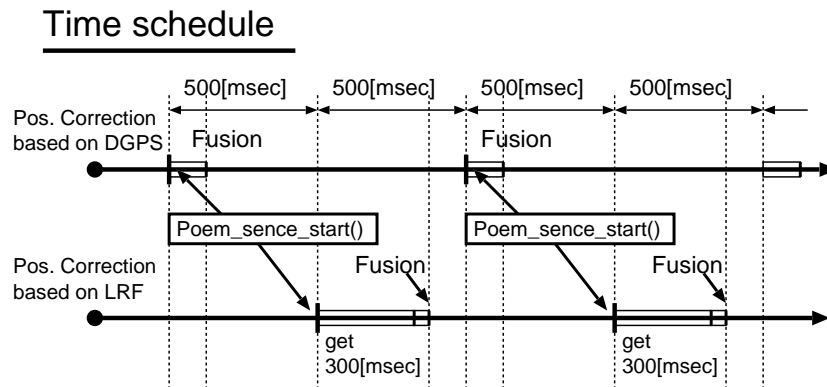 Time schedule
500[msec] 500[msec] 500[msec] 500[msec]
Pos. Correction
based on DGPS
Fusion Fusion
Poem_sence_start() Poem_sence_start()
Pos. Correction
based on LRF
Fusion Fusion
get get
300[msec] 300[msec]